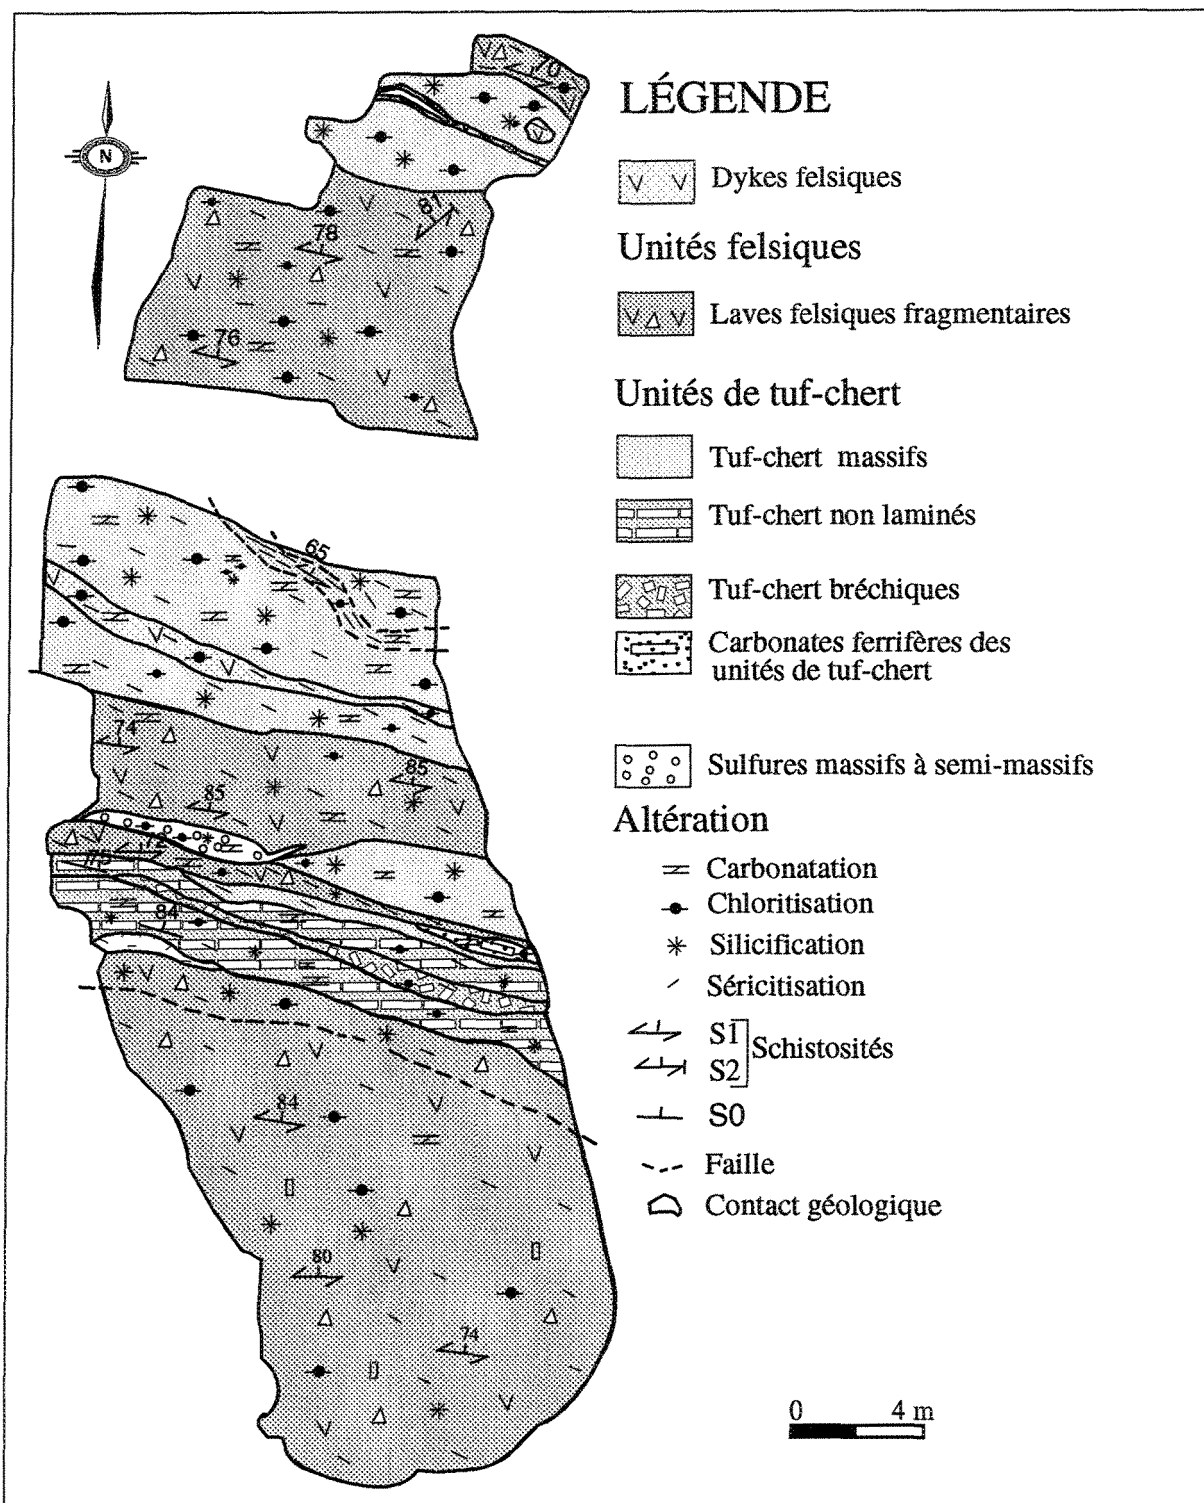 70
N
81
78
76
65
74
85
85
72
75
84
84
80
74
LÉGENDE
Dykes felsiques
Unités felsiques
Laves felsiques fragmentaires
Unités de tuf-chert
Tuf-chert massifs
Tuf-chert non laminés
Tuf-chert bréchiques
Carbonates ferrifères des
unités de tuf-chert
Sulfures massifs à semi-massifs
Altération
Carbonatation
Chloritisation
Silicification
Séricitisation
S1
Schistosités
S2
S0
Faille
Contact géologique
0 4 m